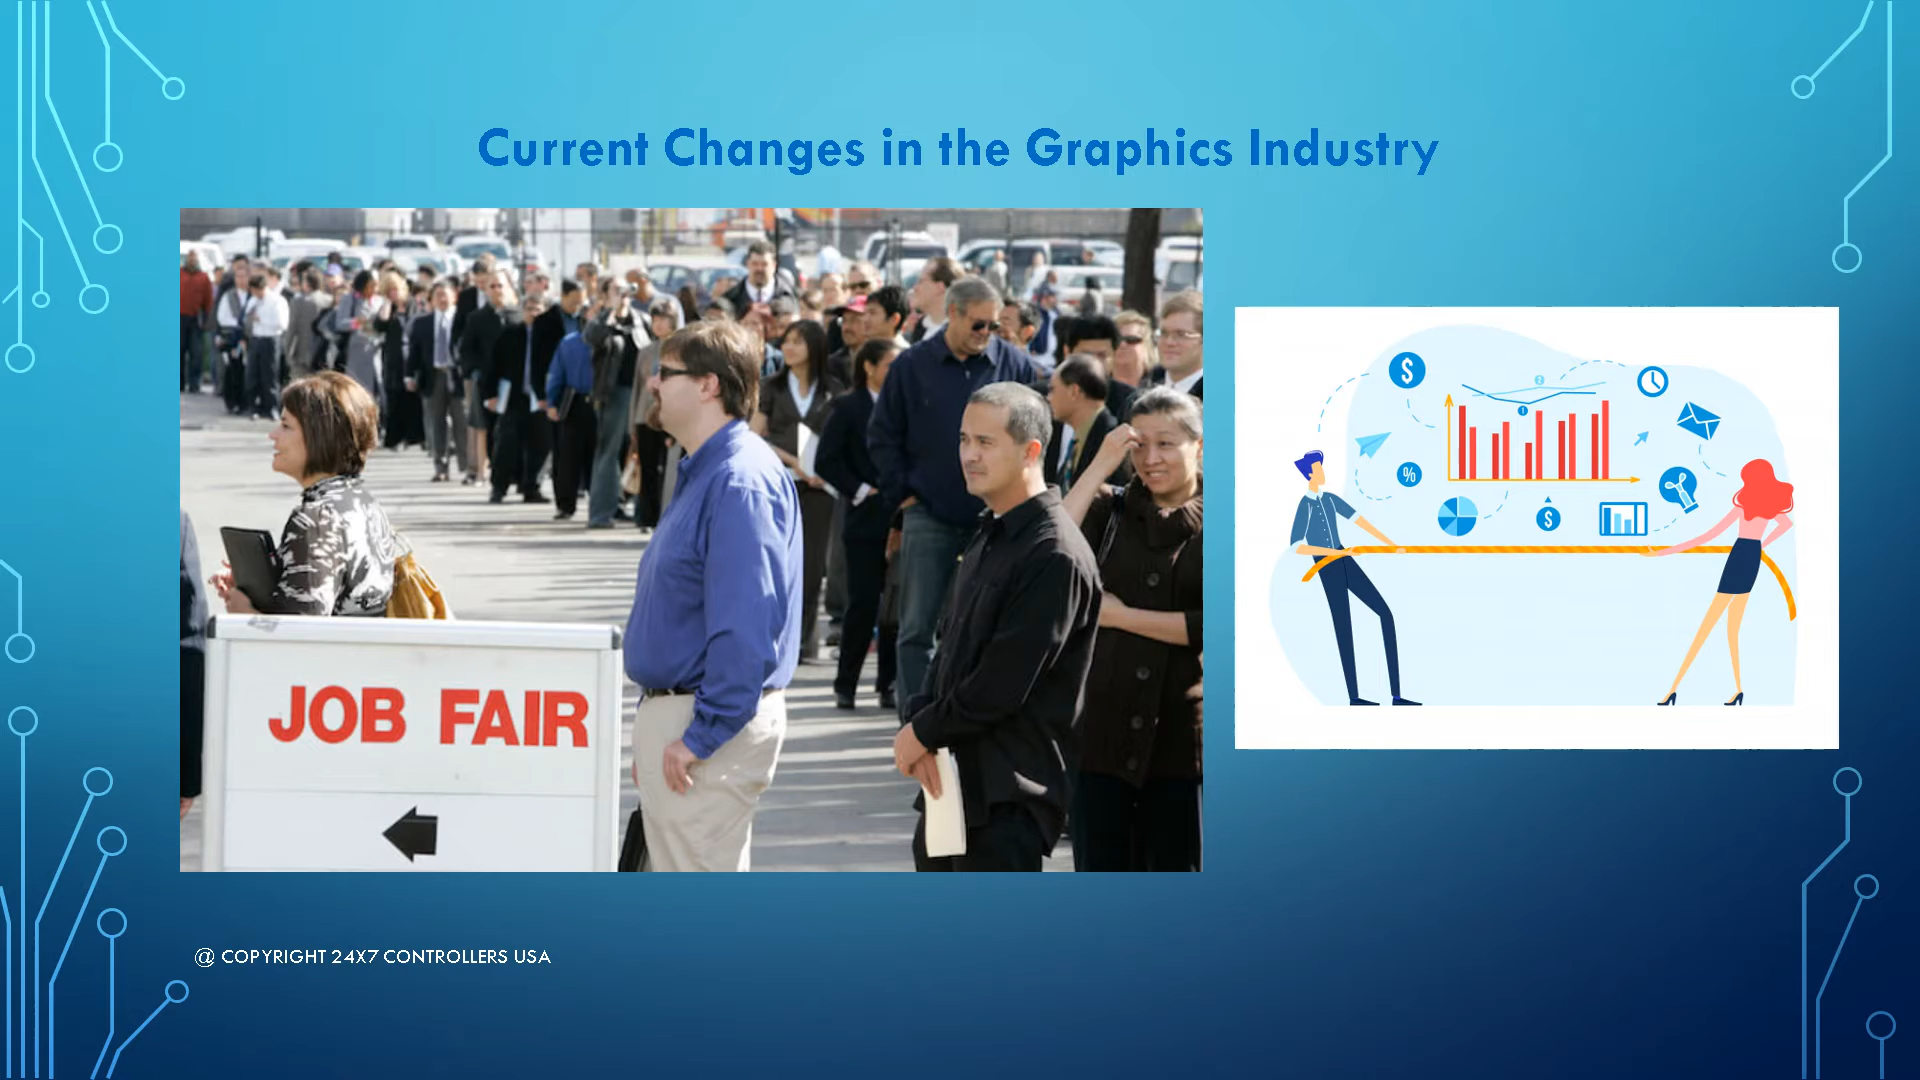 Current Changes in the Graphics Industry
JOB FAIR
$
%
$
@ COPYRIGHT 24X7 CONTROLLERS USA